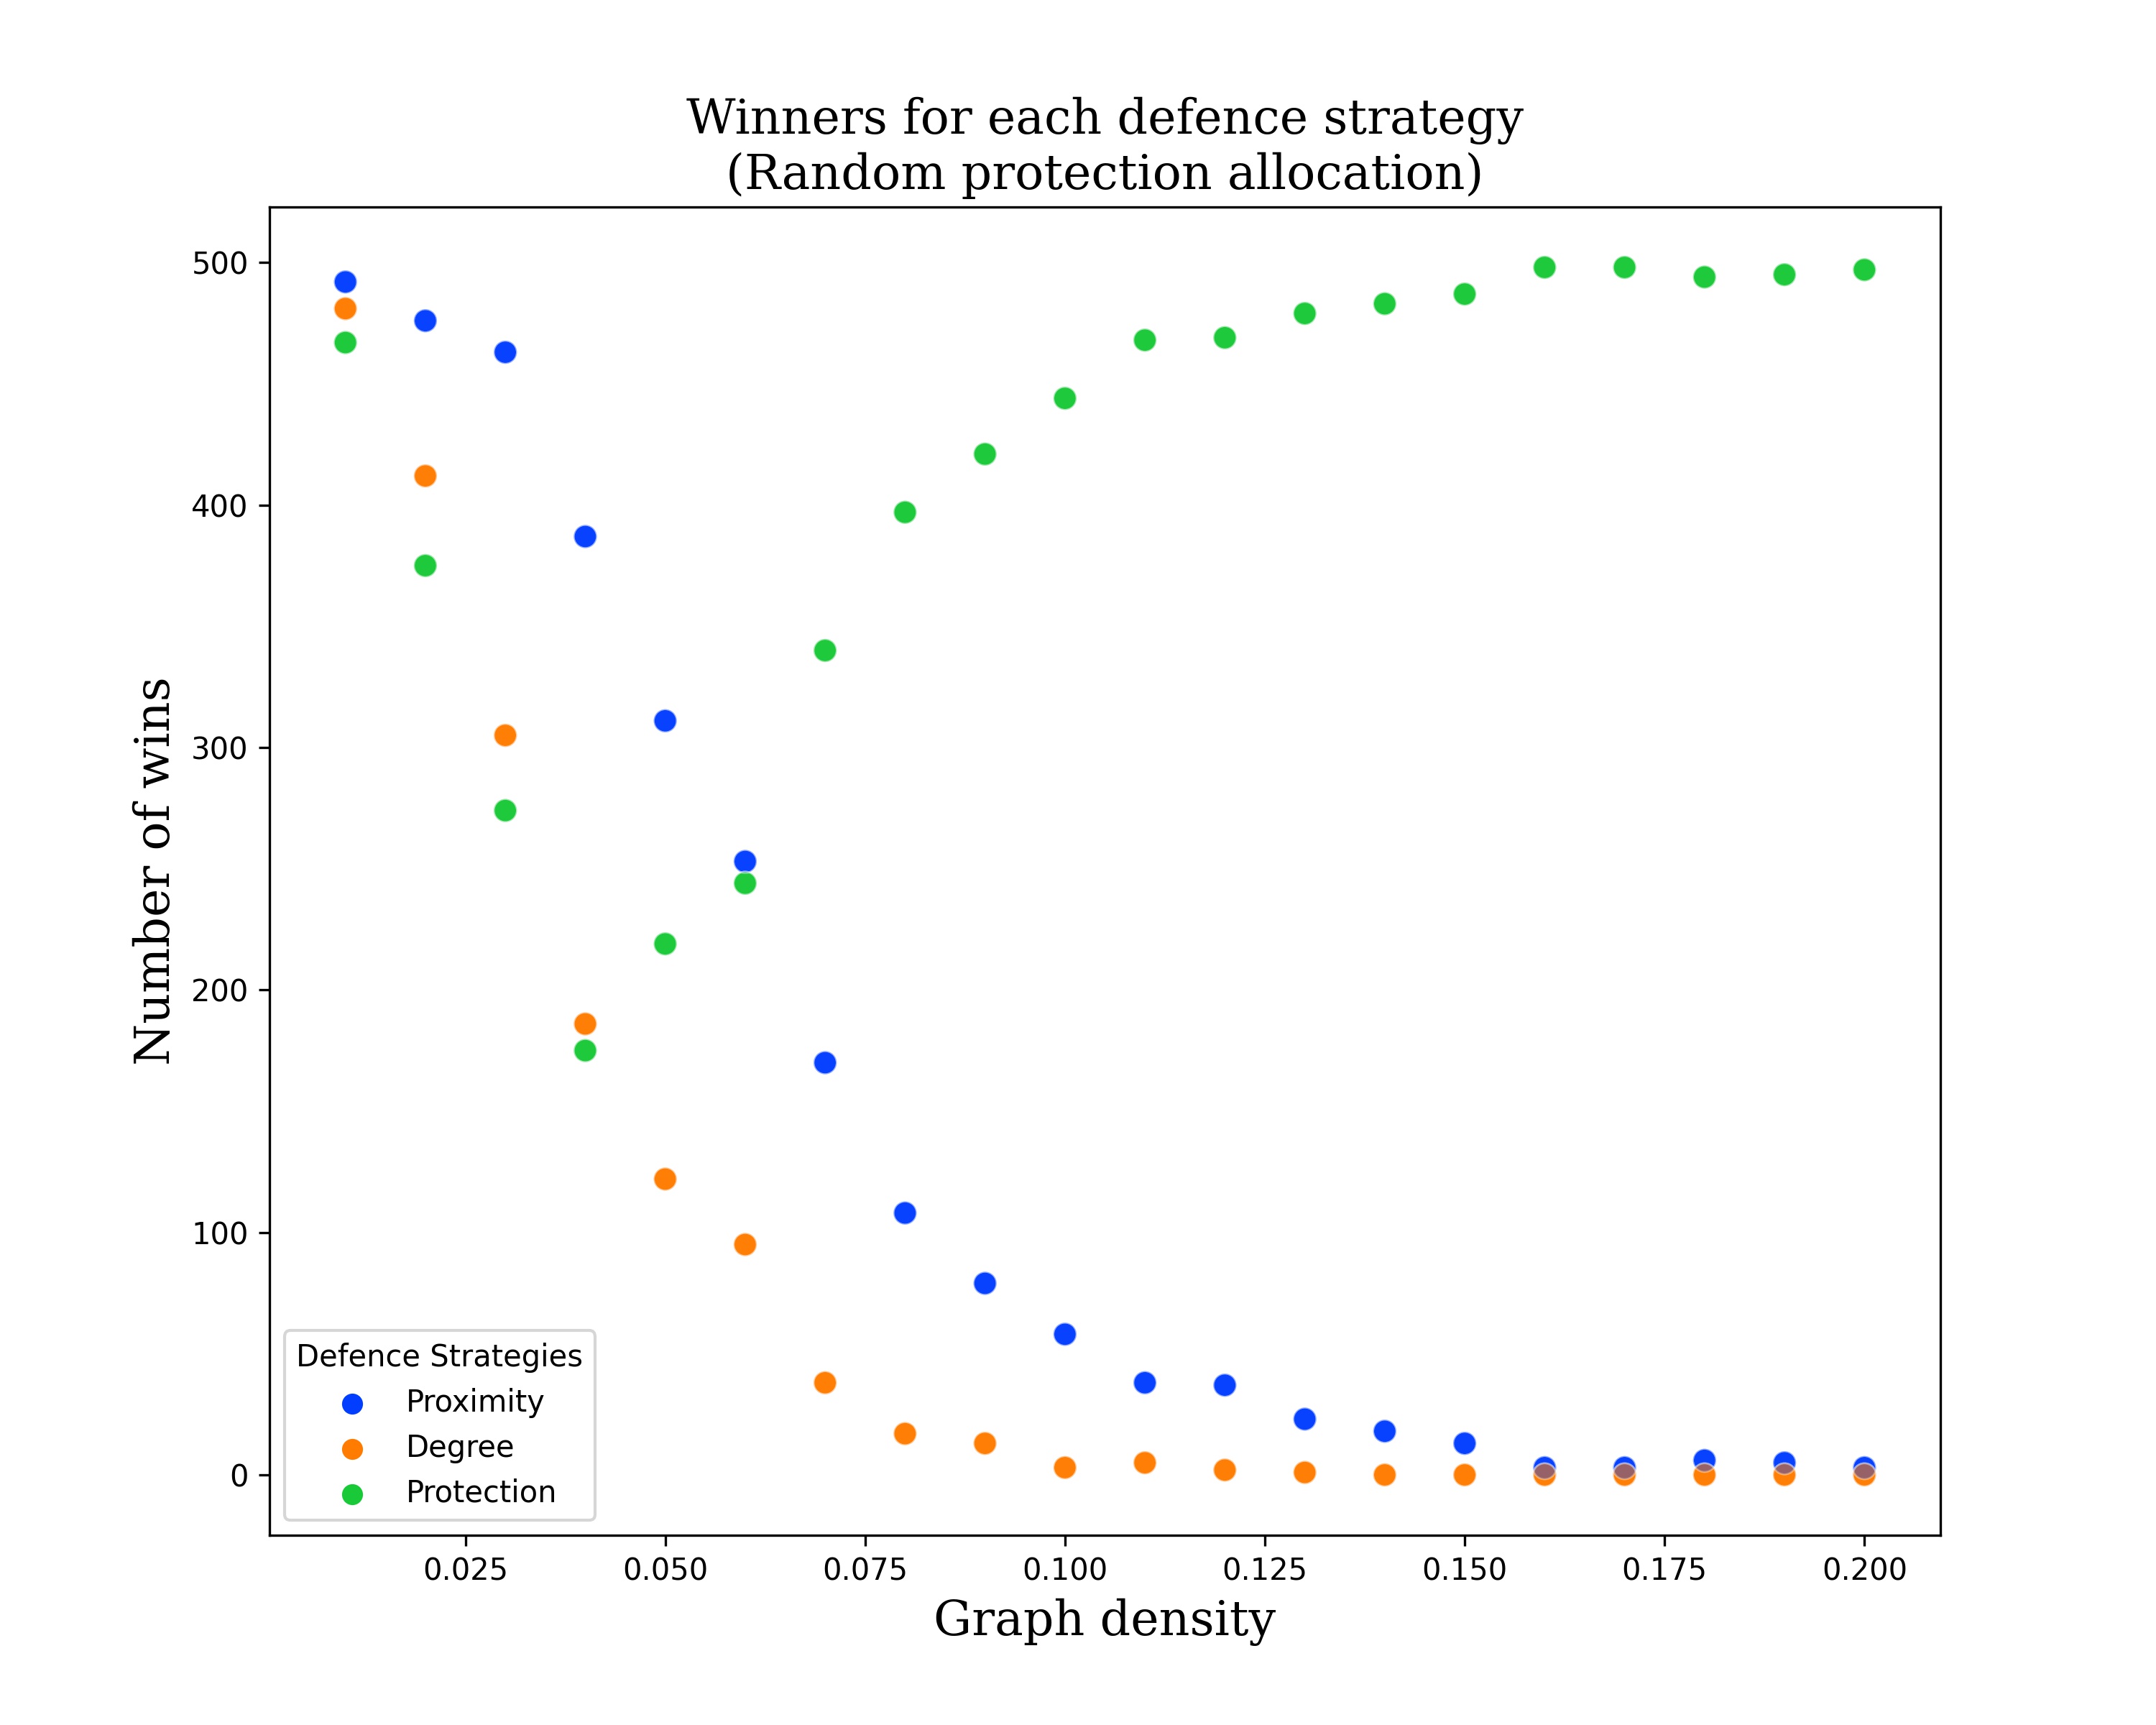 Winners for each defence strategy
(Random protection allocation)
Number of wins
500
400
300
200
100
0
Defence Strategies
Proximity
Degree
Protection
0.025 0.050 0.075 0.100 0.125 0.150 0.175 0.200
Graph density